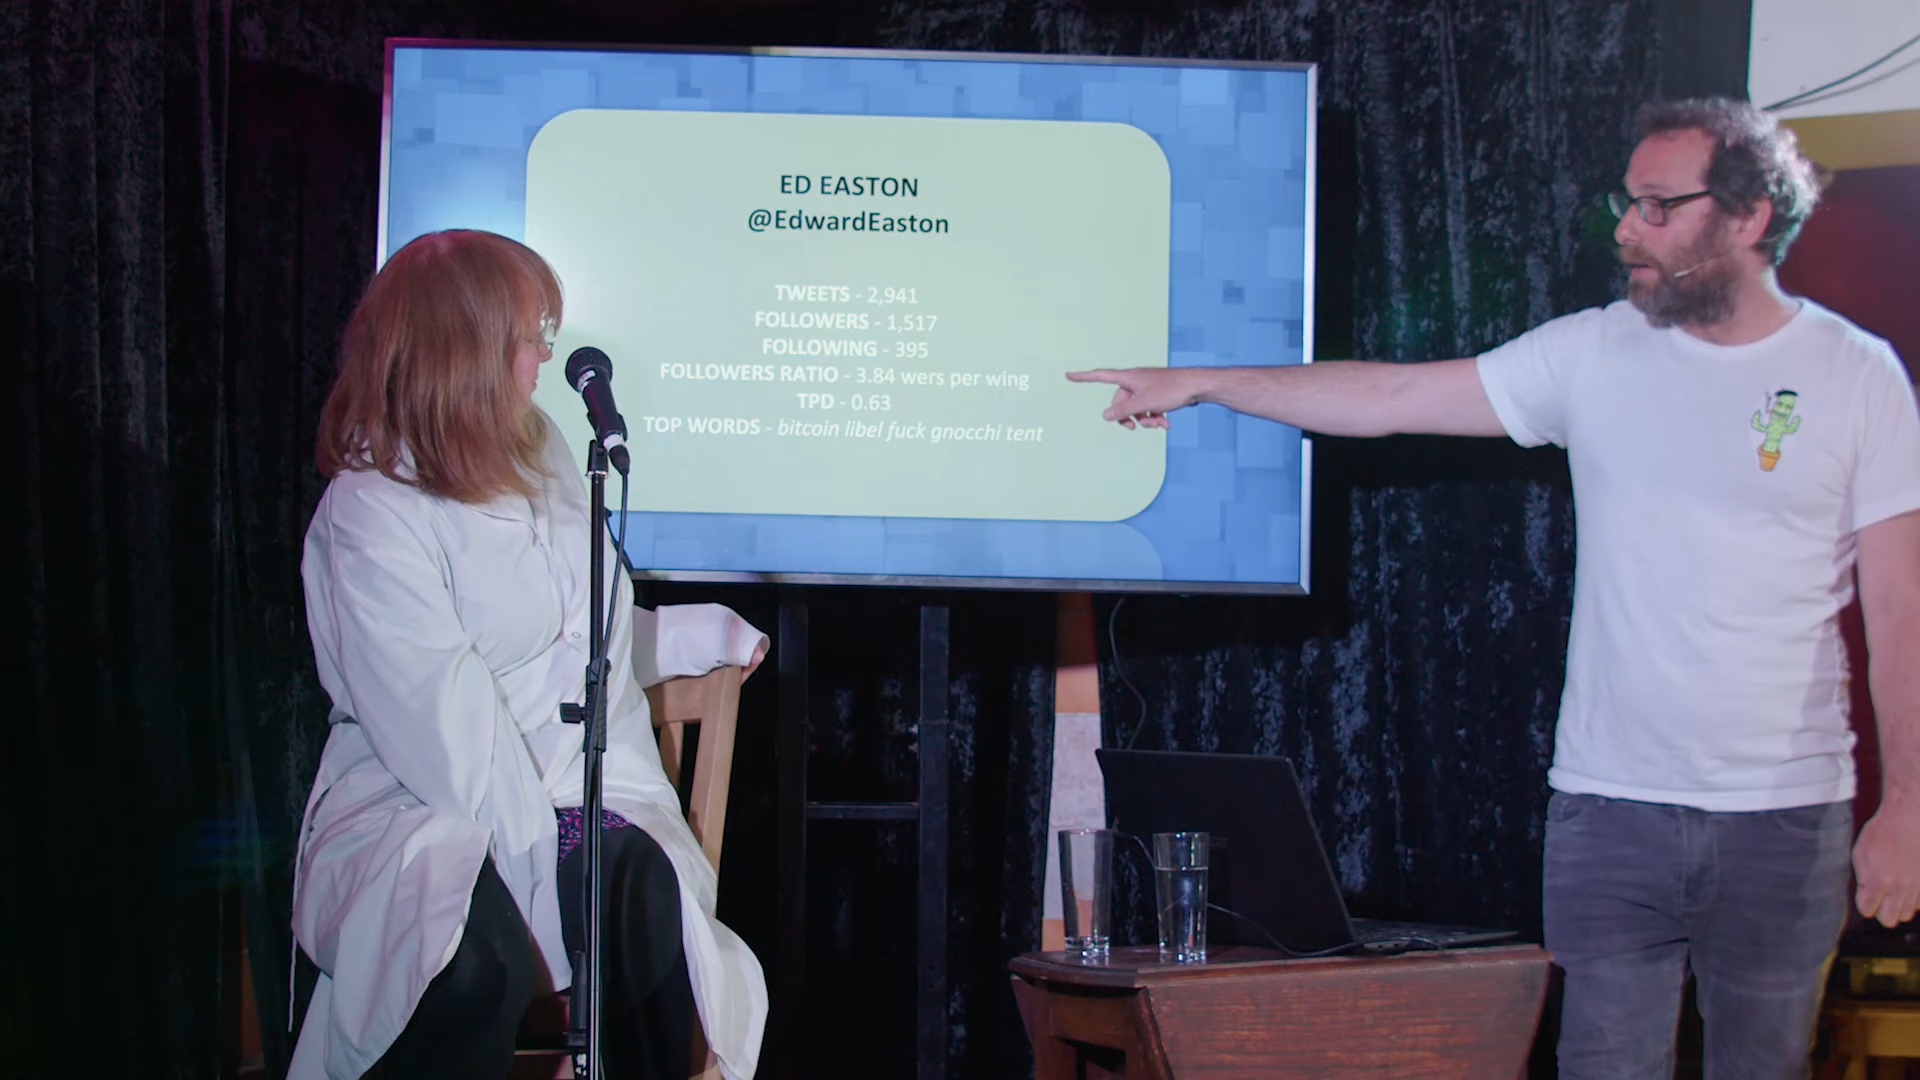 ED EASTON
@EdwardEaston
TWEETS - 2,941
FOLLOWERS - 1,517
FOLLOWING - 395
FOLLOWERS RATIO - 3.84 wers per wing
TPD - 0.63
TOP WORDS - bitcoin libel fuck gnocchi tent